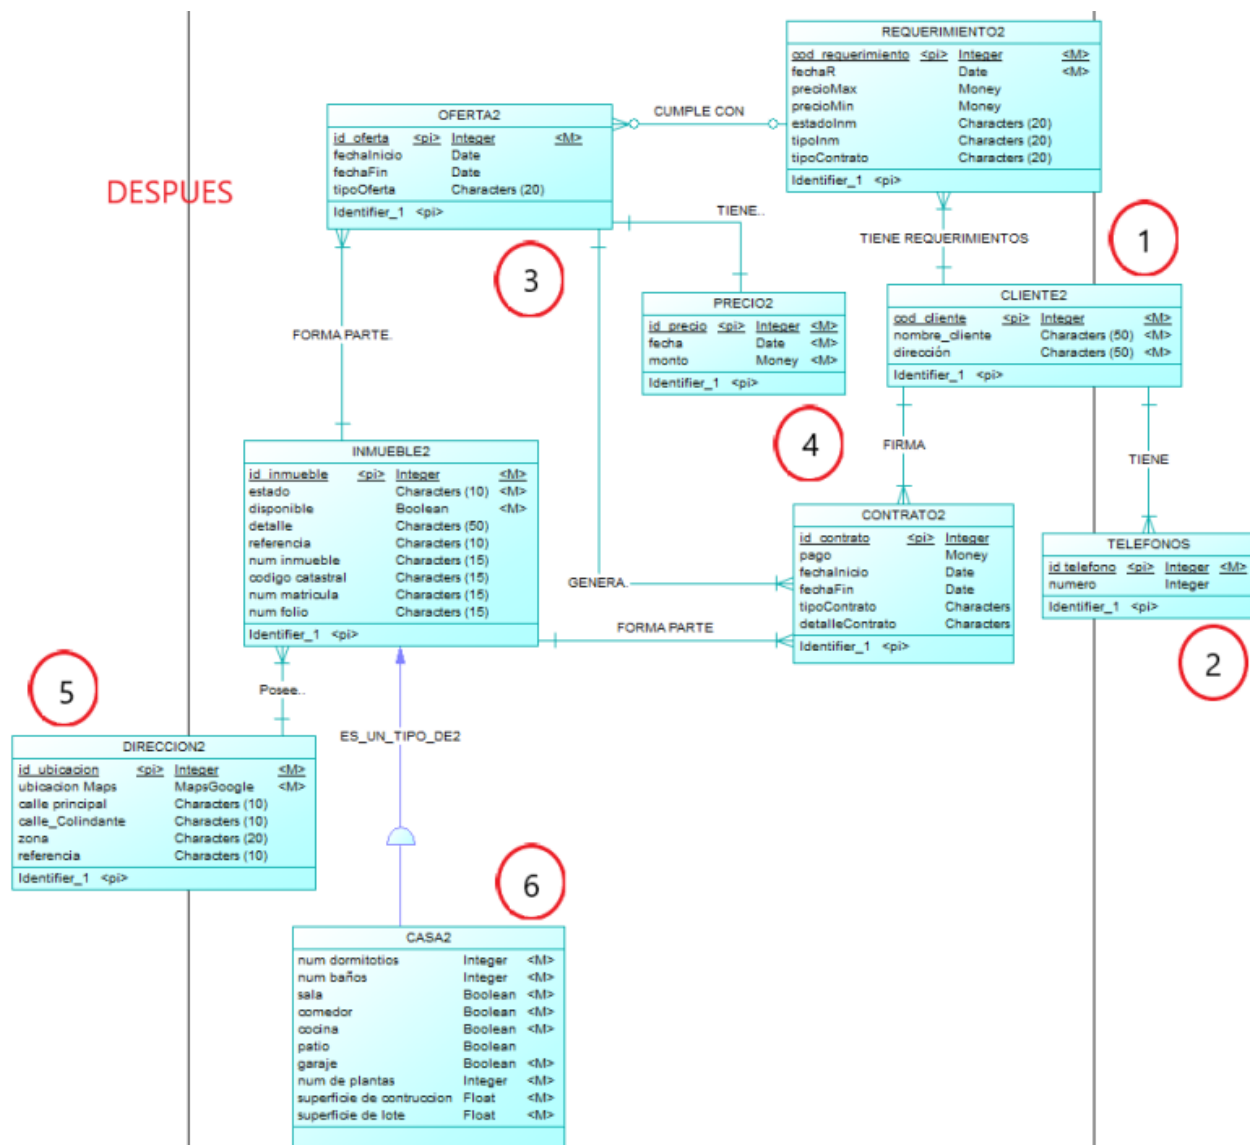 DESPUES
REQUERIMIENTO2
cod_requerimiento <pi> Integer <M>
fechaR Date <M>
precioMax Money
precioMin Money
estadoInm Characters (20)
tipoInm Characters (20)
tipoContrato Characters (20)
Identifier_1 <pi>
CUMPLE CON
OFERTA2
id_oferta <pi> Integer <M>
fechaInicio Date
fechaFin Date
tipoOferta Characters (20)
Identifier_1 <pi>
3
TIENE..
TIENE REQUERIMIENTOS
1
PRECIO2
id_precio <pi> Integer <M>
fecha Date <M>
monto Money <M>
Identifier_1 <pi>
4
CLIENTE2
cod_cliente <pi> Integer <M>
nombre_cliente Characters (50) <M>
dirección Characters (50) <M>
Identifier_1 <pi>
FORMA PARTE.
FIRMA
TIENE
INMUEBLE2
id_inmueble <pi> Integer <M>
estado Characters (10) <M>
disponible Boolean <M>
detalle Characters (50)
referencia Characters (10)
num inmueble Characters (15)
codigo catastral Characters (15)
num matricula Characters (15)
num folio Characters (15)
Identifier_1 <pi>
GENERA.
FORMA PARTE
CONTRATO2
id_contrato <pi> Integer
pago Money
fechaInicio Date
fechaFin Date
tipoContrato Characters
detalleContrato Characters
Identifier_1 <pi>
TELEFONOS
id telefono <pi> Integer <M>
numero Integer
Identifier_1 <pi>
2
5
Posee..
ES_UN_TIPO_DE2
DIRECCION2
id_ubicacion <pi> Integer <M>
ubicacion Maps MapsGoogle <M>
calle principal Characters (10)
calle_Colindante Characters (10)
zona Characters (20)
referencia Characters (10)
Identifier_1 <pi>
6
CASA2
num dormitotios Integer <M>
num baños Integer <M>
sala Boolean <M>
comedor Boolean <M>
cocina Boolean <M>
patio Boolean
garaje Boolean <M>
num de plantas Integer <M>
superficie de contruccion Float <M>
superficie de lote Float <M>